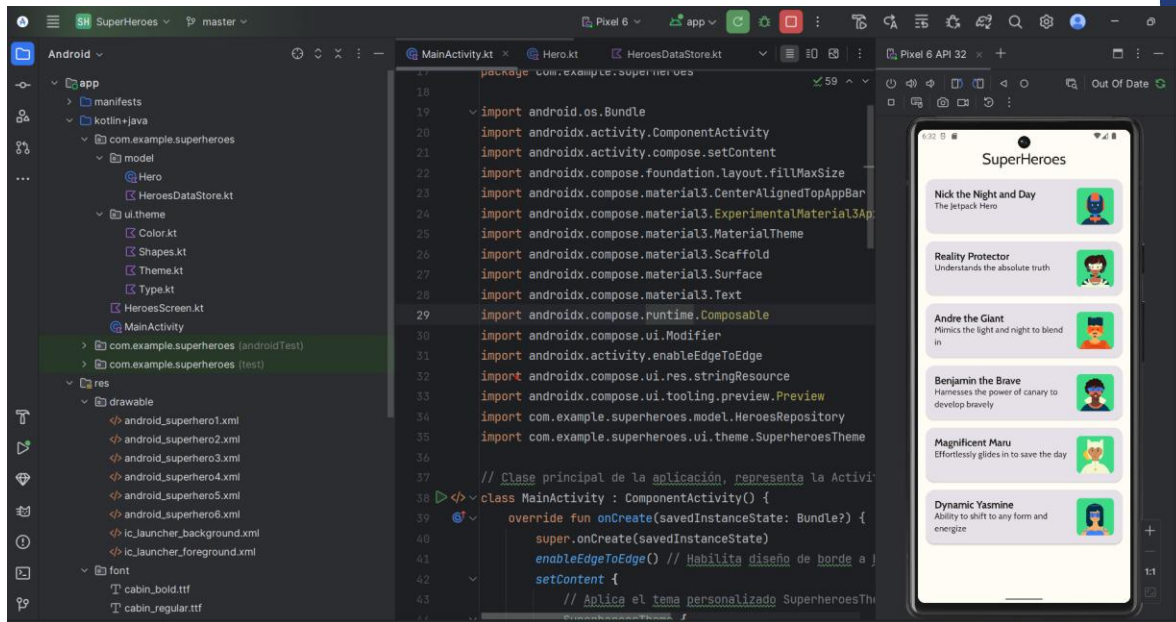 SH SuperHeroes master Pixel 6 app
Android
app
manifests
kotlin+java
com.example.superheroes
model
Hero
HeroesDataStore.kt
ui.theme
Color.kt
Shapes.kt
Theme.kt
Type.kt
HeroesScreen.kt
MainActivity
com.example.superheroes (androidTest)
com.example.superheroes (test)
res
drawable
android_superhero1.xml
android_superhero2.xml
android_superhero3.xml
android_superhero4.xml
android_superhero5.xml
android_superhero6.xml
ic_launcher_background.xml
ic_launcher_foreground.xml
font
cabin_bold.ttf
cabin_regular.ttf
MainActivity.kt Hero.kt HeroesDataStore.kt
59
17 package com.example.superheroes
18
19 import android.os.Bundle
20 import androidx.activity.ComponentActivity
21 import androidx.activity.compose.setContent
22 import androidx.compose.foundation.layout.fillMaxSize
23 import androidx.compose.material3.CenterAlignedTopAppBar
24 import androidx.compose.material3.ExperimentalMaterial3Ap
25 import androidx.compose.material3.MaterialTheme
26 import androidx.compose.material3.Scaffold
27 import androidx.compose.material3.Surface
28 import androidx.compose.material3.Text
29 import androidx.compose.runtime.Composable
30 import androidx.compose.ui.Modifier
31 import androidx.activity.enableEdgeToEdge
32 import androidx.compose.ui.res.stringResource
33 import androidx.compose.ui.tooling.preview.Preview
34 import com.example.superheroes.model.HeroesRepository
35 import com.example.superheroes.ui.theme.SuperheroesTheme
36
37 // Clase principal de la aplicación, representa la Activi
38 class MainActivity : ComponentActivity() {
39 override fun onCreate(savedInstanceState: Bundle?) {
40 super.onCreate(savedInstanceState)
41 enableEdgeToEdge() // Habilita diseño de borde a
42 setContent {
43 // Aplica el tema personalizado SuperheroesTh
44 SuperheroesTheme {
Pixel 6 API 32
Out Of Date
6:32
SuperHeroes
Nick the Night and Day
The Jetpack Hero
Reality Protector
Understands the absolute truth
Andre the Giant
Mimics the light and night to blend
in
Benjamin the Brave
Harnesses the power of canary to
develop bravely
Magnificent Maru
Effortlessly glides in to save the day
Dynamic Yasmine
Ability to shift to any form and
energize
1:1